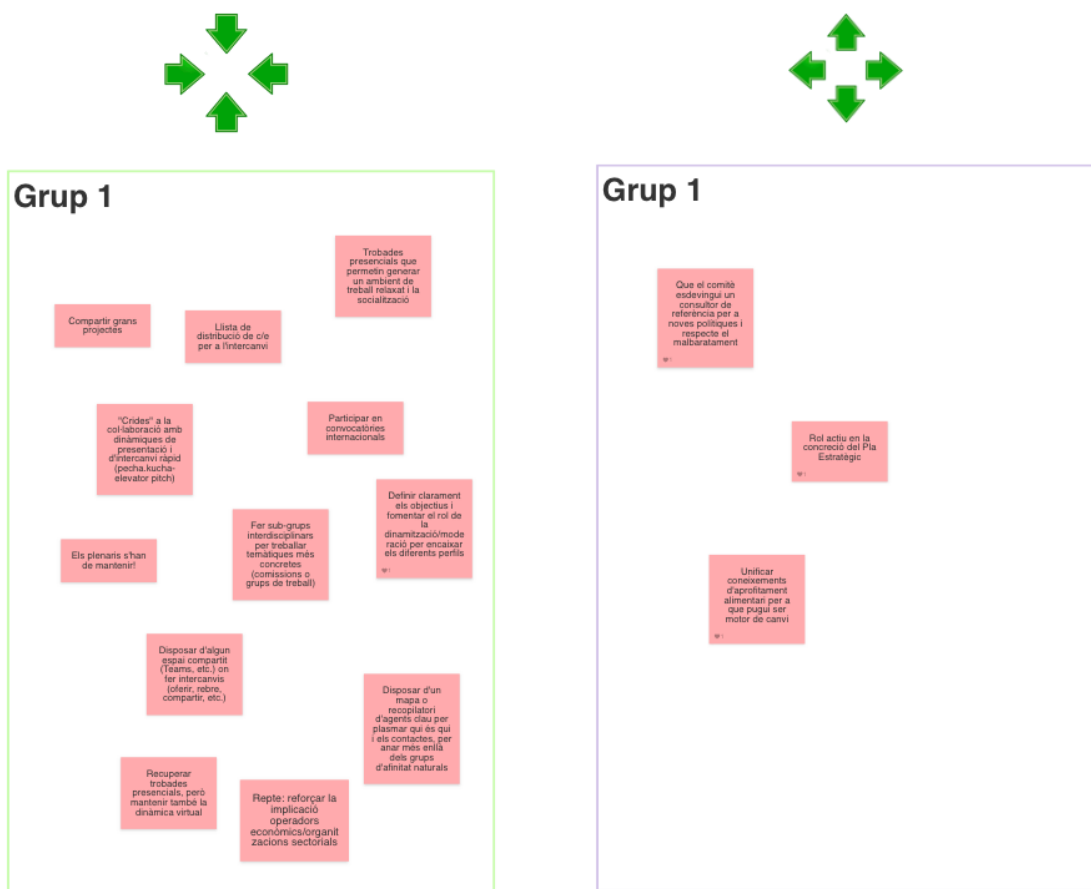 Grup 1
Trobades
presencials que
permetin generar
un ambient de
treball relaxat i la
socialització
Compartir grans
projectes
Llista de
distribució de c/e
per a l'intercanvi
"Crides" a la
col·laboració amb
dinàmiques de
presentació i
d'intercanvi ràpid
(pecha.kucha-
elevator pitch)
Participar en
convocatòries
internacionals
Definir clarament
els objectius i
fomentar el rol de
la
dinamització/mode
ració per encaixar
els diferents perfils
Fer sub-grups
interdisciplinars
per treballar
temàtiques més
concretes
(comissions o
grups de treball)
Els plenaris s'han
de mantenir!
Disposar d'algun
espai compartit
(Teams, etc.) on
fer intercanvis
(oferir, rebre,
compartir, etc.)
Disposar d'un
mapa o
recopilatori
d'agents clau per
plasmar qui és qui
i els contactes, per
anar més enllà
dels grups
d'afinitat naturals
Recuperar
trobades
presencials, però
mantenir també la
dinàmica virtual
Repte: reforçar la
implicació
operadors
econòmics/organit
zacions sectorials
Grup 1
Que el comitè
esdevingui un
consultor de
referència per a
noves polítiques i
respecte el
malbaratament
Rol actiu en la
concreció del Pla
Estratègic
Unificar
coneixements
d'aprofitament
alimentari per a
que pugui ser
motor de canvi